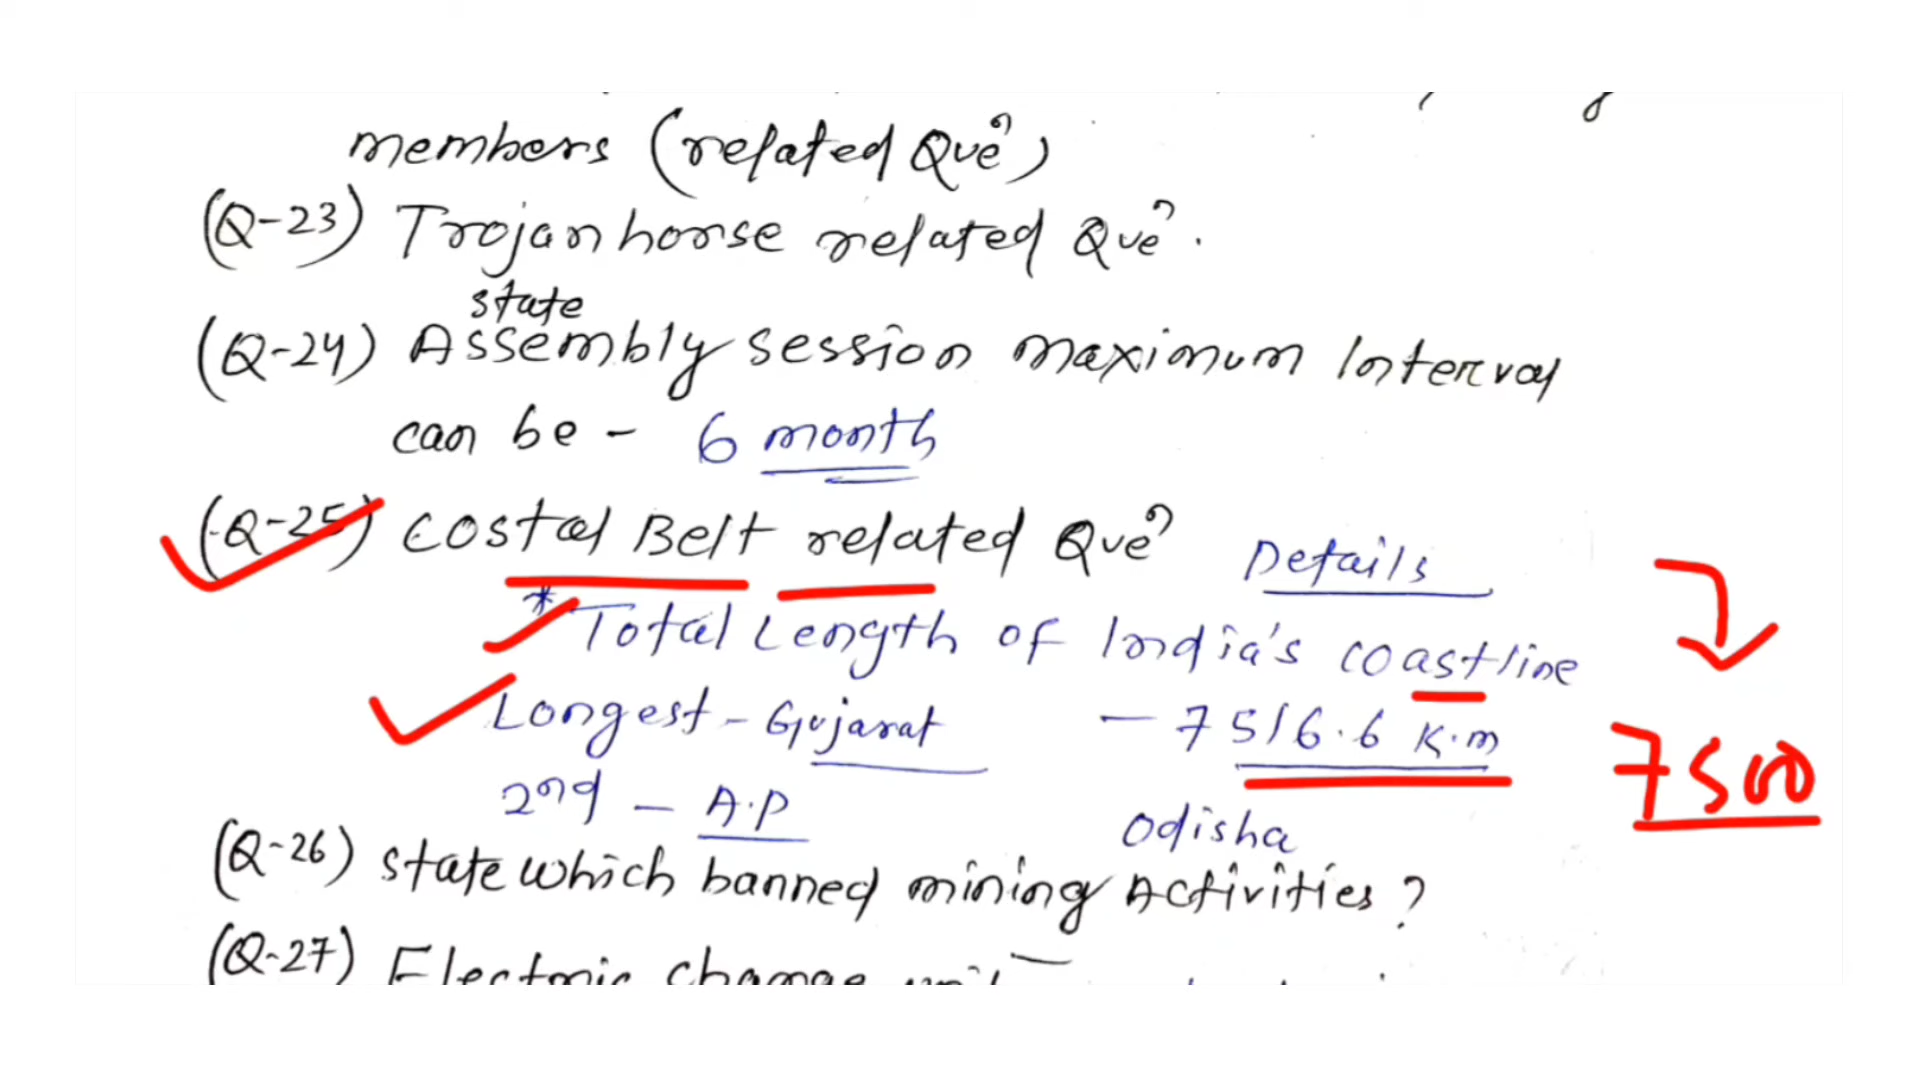 members (related Que?)
(Q-23) Trojan horse related Que?.
state
(Q-24) Assembly session maximum Interval
can be - 6 month
(Q-25) Costal Belt related Que? Details
* Total Length of India's coastline
Longest - Gujarat - 7516.6 K.m
7500
2nd - A.P
Odisha
(Q-26) state which banned mining Activities?
(Q-27) Electric